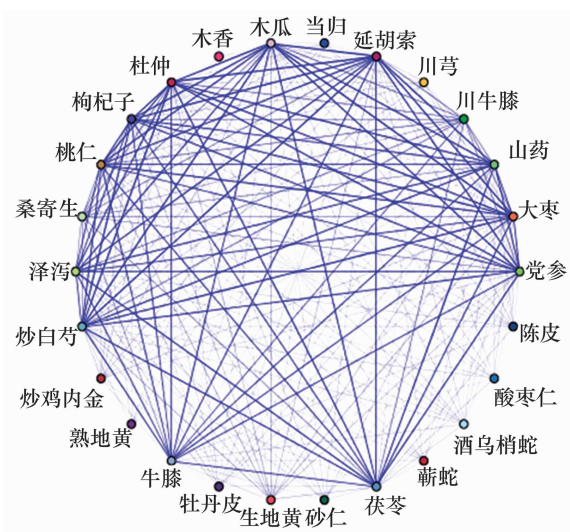 木瓜
当归
木香
延胡索
杜仲
川芎
枸杞子
川牛膝
桃仁
山药
桑寄生
大枣
泽泻
党参
炒白芍
陈皮
炒鸡内金
酸枣仁
熟地黄
酒乌梢蛇
牛膝
蕲蛇
牡丹皮
生地黄
砂仁
茯苓